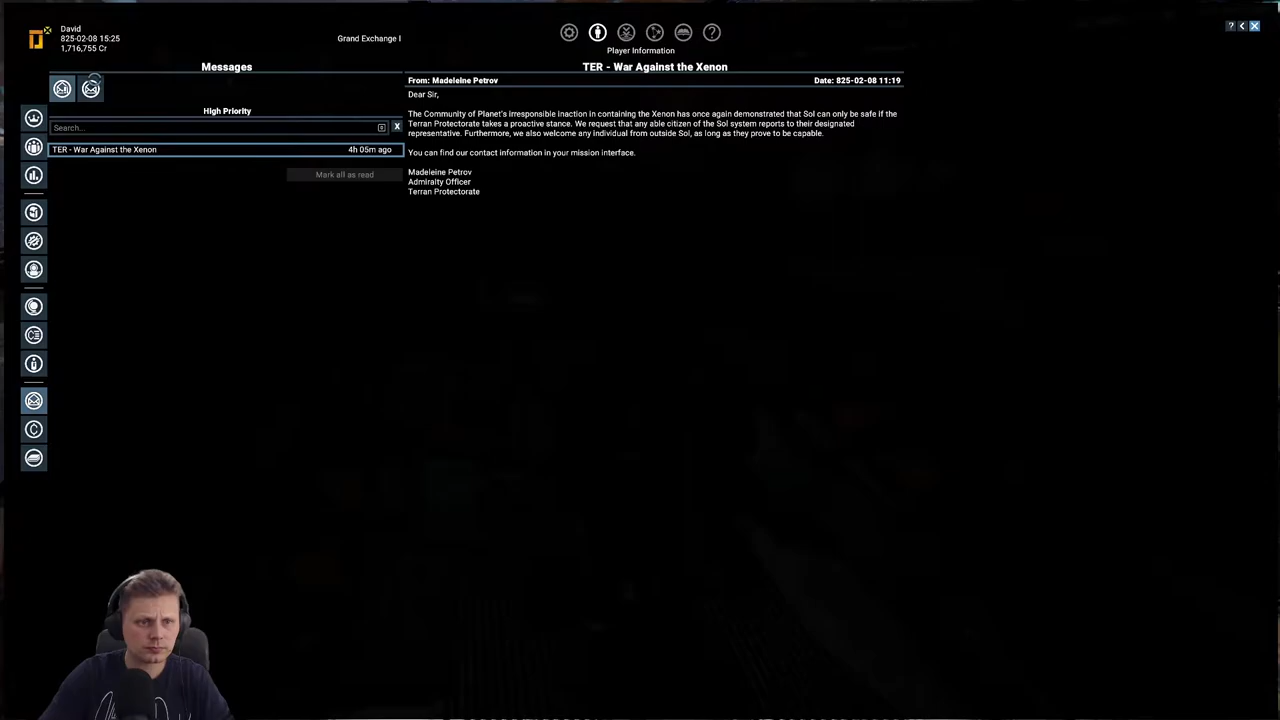 David
825-02-08 15:25
1,716,755 Cr
Grand Exchange I
Player Information
Messages
High Priority
Search...
TER - War Against the Xenon 4h 05m ago
Mark all as read
TER - War Against the Xenon
From: Madeleine Petrov Date: 825-02-08 11:19
Dear Sir,
The Community of Planet's irresponsible inaction in containing the Xenon has once again demonstrated that Sol can only be safe if the
Terran Protectorate takes a proactive stance. We request that any able citizen of the Sol system reports to their designated
representative. Furthermore, we also welcome any individual from outside Sol, as long as they prove to be capable.
You can find our contact information in your mission interface.
Madeleine Petrov
Admiralty Officer
Terran Protectorate